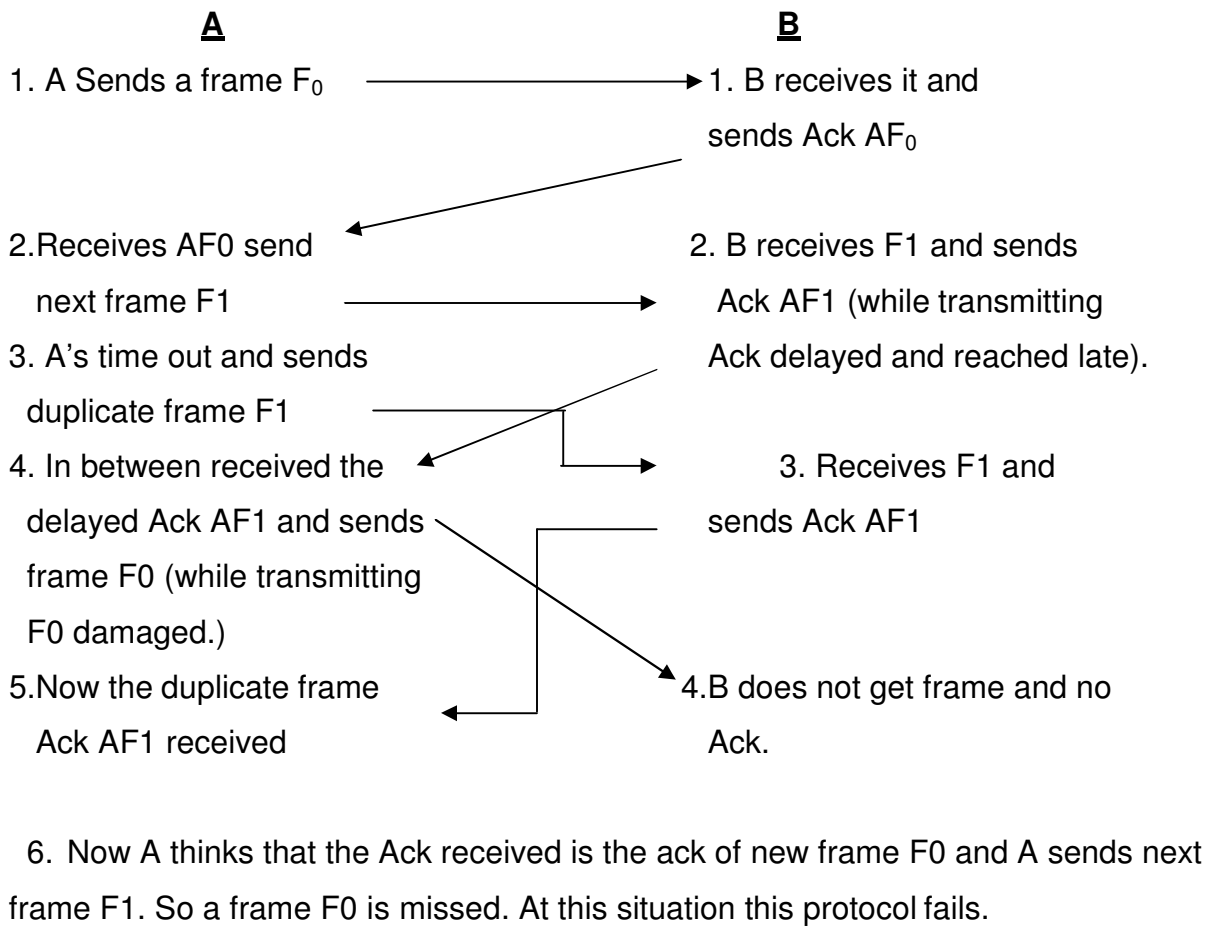 A B
1. A Sends a frame F₀ 1. B receives it and
sends Ack AF₀
2.Receives AF0 send 2. B receives F1 and sends
next frame F1 Ack AF1 (while transmitting
3. A's time out and sends Ack delayed and reached late).
duplicate frame F1
4. In between received the 3. Receives F1 and
delayed Ack AF1 and sends sends Ack AF1
frame F0 (while transmitting
F0 damaged.)
5.Now the duplicate frame 4.B does not get frame and no
Ack AF1 received Ack.
6. Now A thinks that the Ack received is the ack of new frame F0 and A sends next
frame F1. So a frame F0 is missed. At this situation this protocol fails.